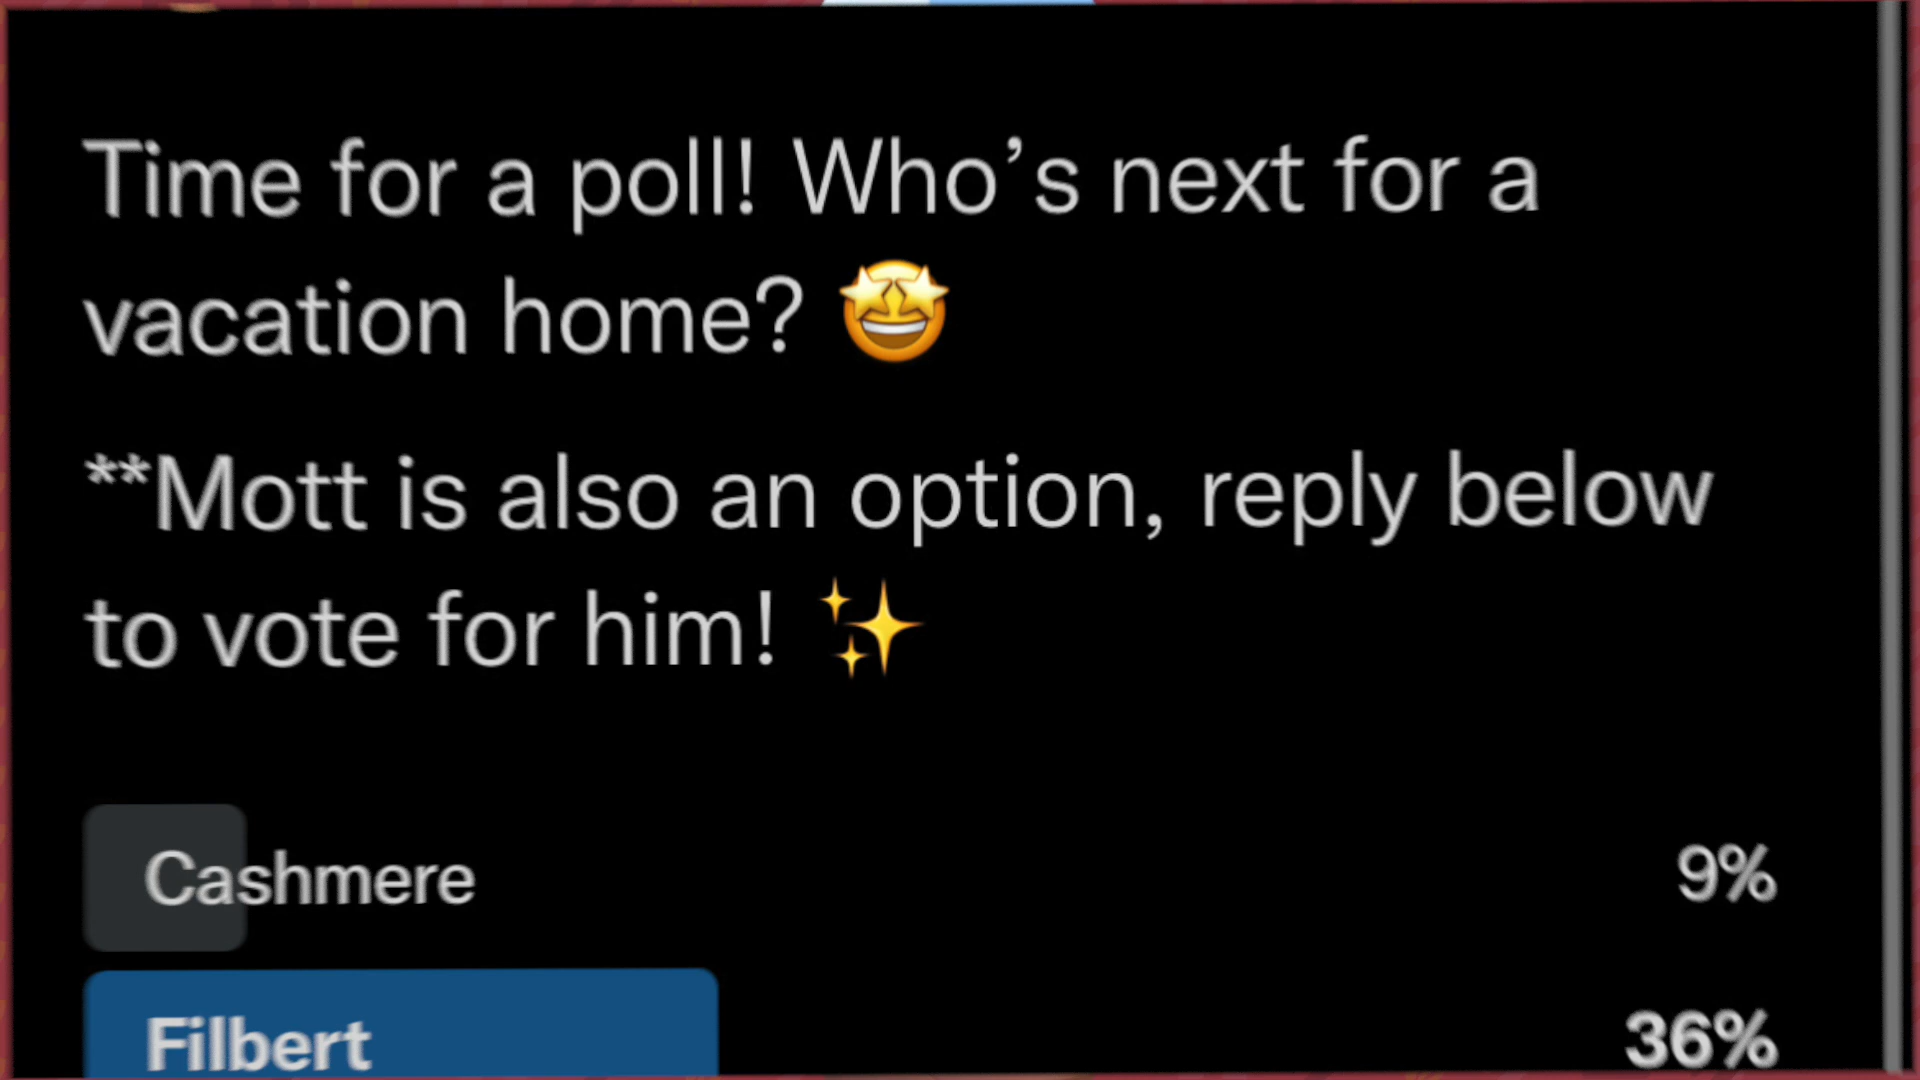 Time for a poll! Who’s next for a
vacation home? 🤩
**Mott is also an option, reply below
to vote for him! ✨
Cashmere 9%
Filbert 36%